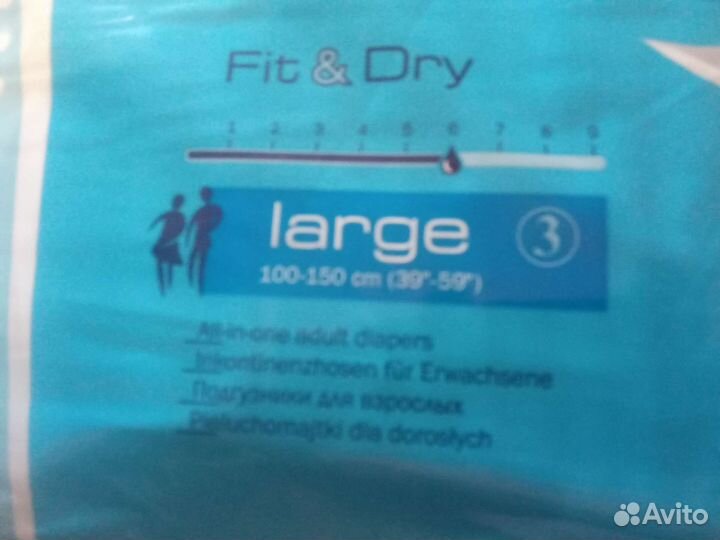 Fit & Dry
1 2 3 4 5 6 7 8 9
large 3
100-150 cm (39"-59")
All-in-one adult diapers
Inkontinenzhosen für Erwachsene
Подгузники для взрослых
Pieluchomajtki dla dorosłych
Avito